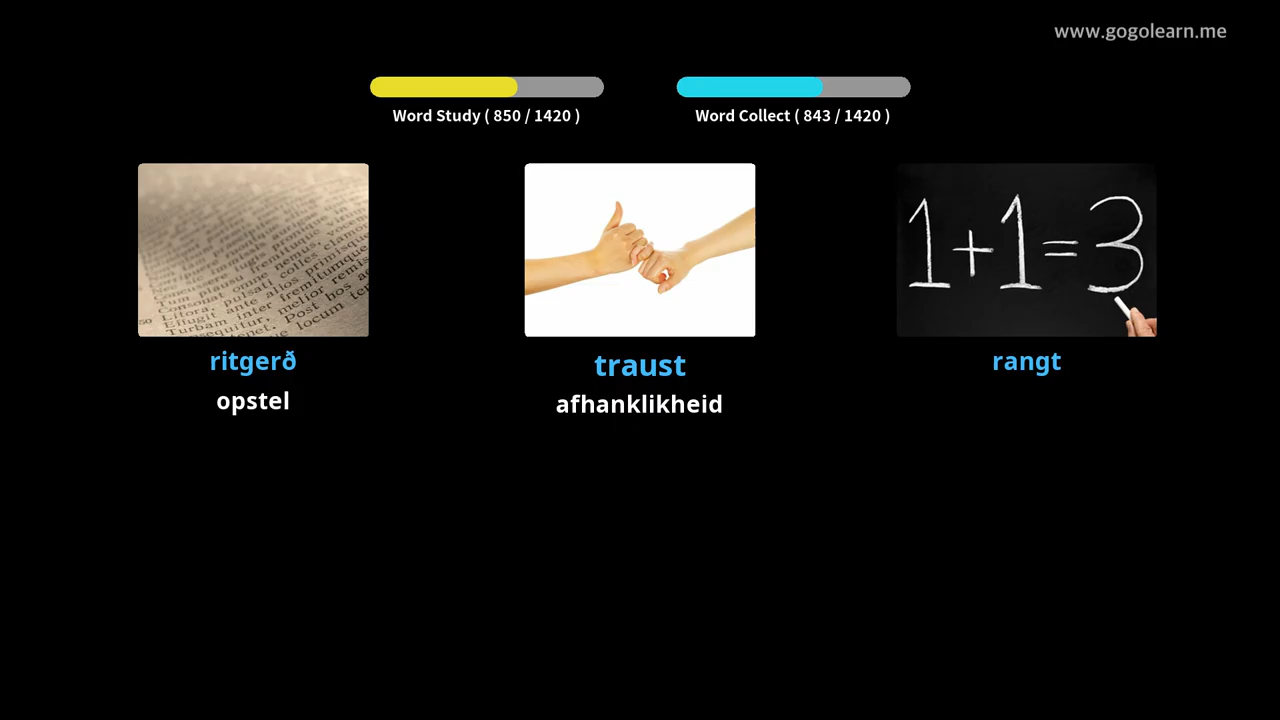 www.gogolearn.me
Word Study ( 850 / 1420 )
Word Collect ( 843 / 1420 )
1+1=3
ritgerð
traust
rangt
opstel
afhanklikheid